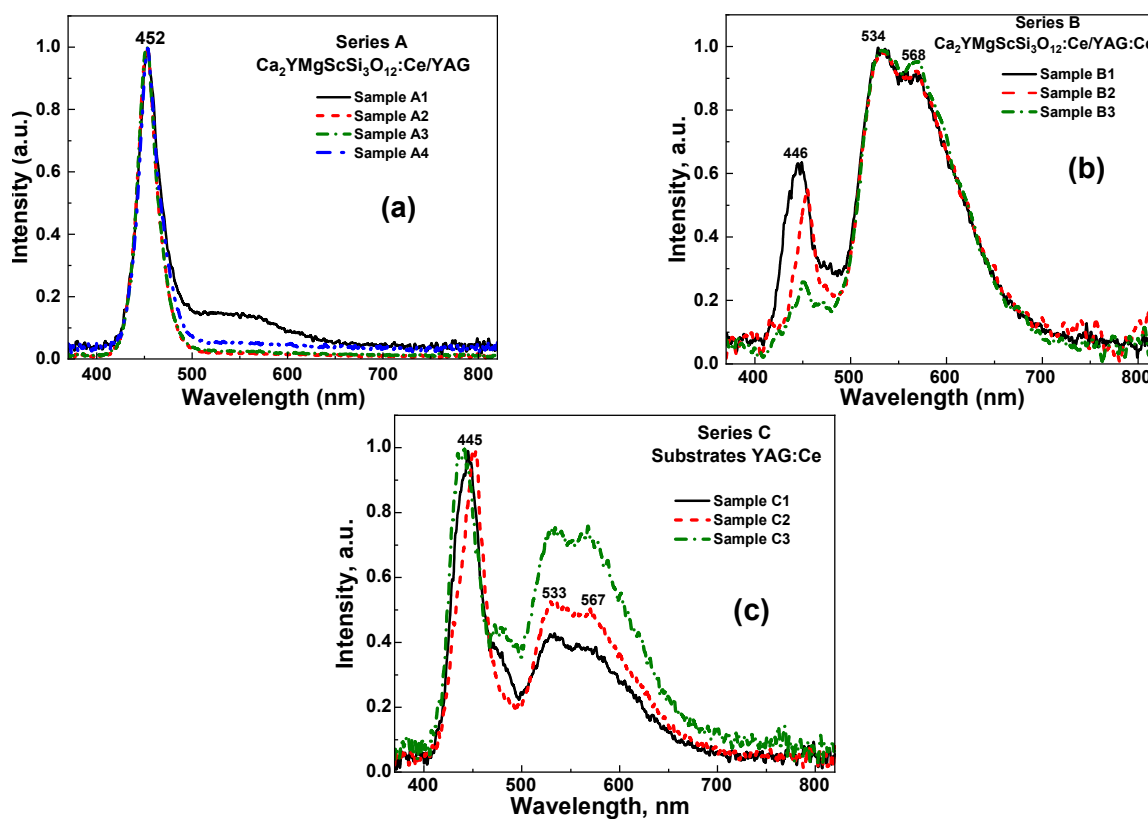 452
Series A
Ca₂YMgScSi₃O₁₂:Ce/YAG
Sample A1
Sample A2
Sample A3
Sample A4
(a)
Intensity (a.u.)
1.0
0.8
0.6
0.4
0.2
0.0
400 500 600 700 800
Wavelength (nm)
534
568
446
Series B
Ca₂YMgScSi₃O₁₂:Ce/YAG:Ce
Sample B1
Sample B2
Sample B3
(b)
Intensity, a.u.
1.0
0.8
0.6
0.4
0.2
0.0
400 500 600 700 800
Wavelength (nm)
445
Series C
Substrates YAG:Ce
Sample C1
Sample C2
Sample C3
533 567
(c)
Intensity, a.u.
1.0
0.8
0.6
0.4
0.2
0.0
400 500 600 700 800
Wavelength, nm